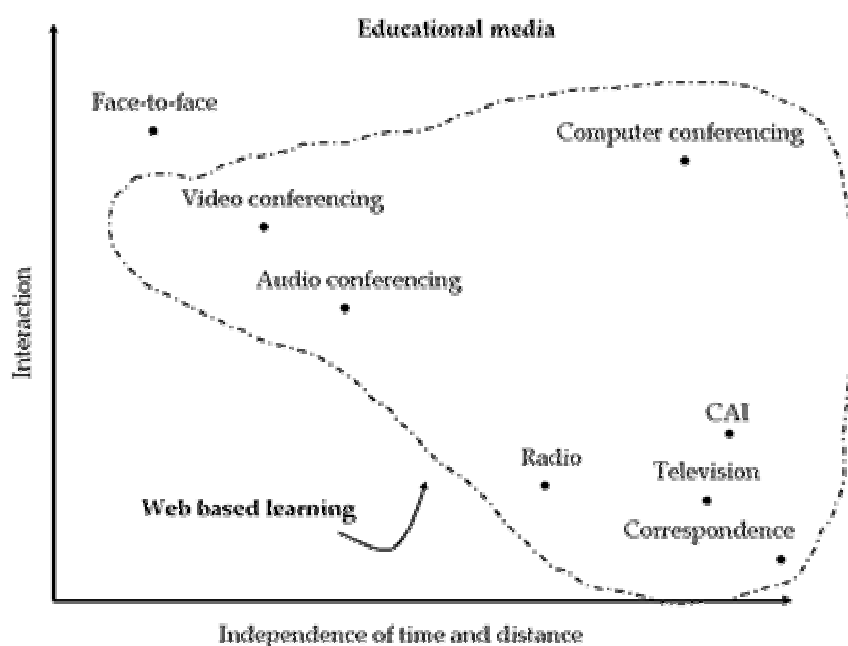 Educational media
Face-to-face
Computer conferencing
Video conferencing
Audio conferencing
Interaction
CAI
Radio
Television
Web based learning
Correspondence
Independence of time and distance